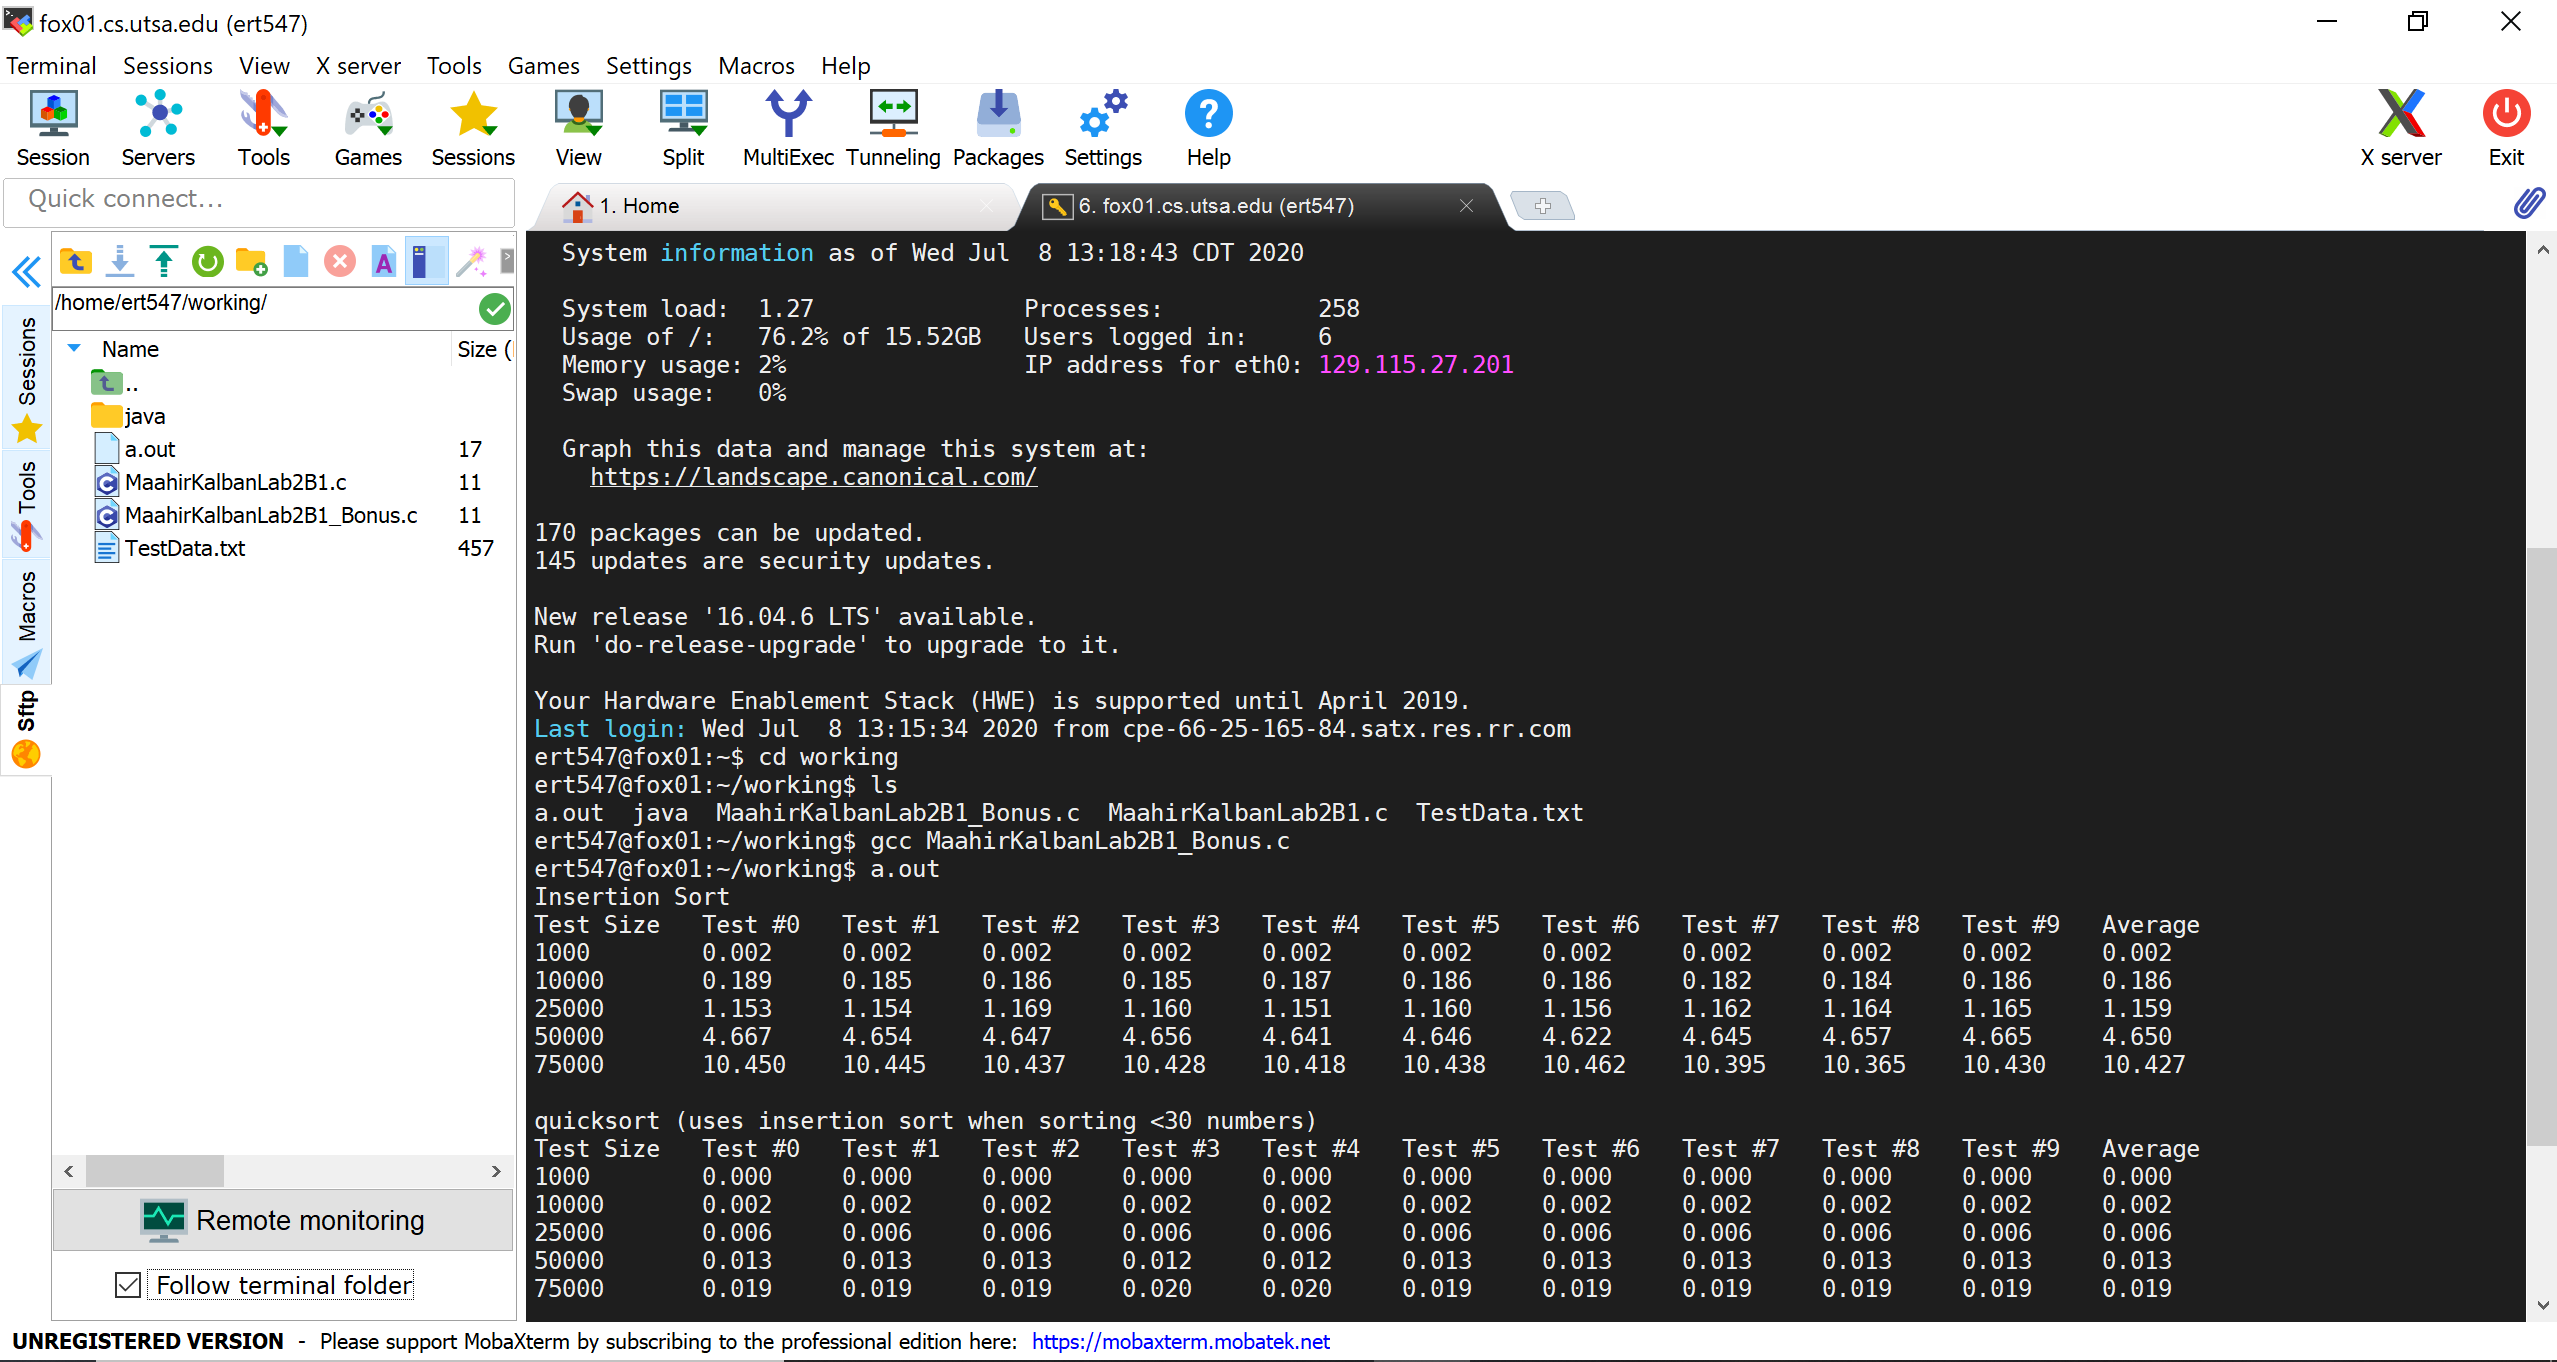 fox01.cs.utsa.edu (ert547)
Terminal Sessions View X server Tools Games Settings Macros Help
Session Servers Tools Games Sessions View Split MultiExec Tunneling Packages Settings Help X server Exit
Quick connect...
1. Home
6. fox01.cs.utsa.edu (ert547)
/home/ert547/working/
Name Size (
..
java
a.out 17
MaahirKalbanLab2B1.c 11
MaahirKalbanLab2B1_Bonus.c 11
TestData.txt 457
Sessions
Tools
Macros
Sftp
Remote monitoring
Follow terminal folder
System information as of Wed Jul  8 13:18:43 CDT 2020
System load:  1.27               Processes:           258
Usage of /:   76.2% of 15.52GB   Users logged in:     6
Memory usage: 2%                 IP address for eth0: 129.115.27.201
Swap usage:   0%
Graph this data and manage this system at:
https://landscape.canonical.com/
170 packages can be updated.
145 updates are security updates.
New release '16.04.6 LTS' available.
Run 'do-release-upgrade' to upgrade to it.
Your Hardware Enablement Stack (HWE) is supported until April 2019.
Last login: Wed Jul  8 13:15:34 2020 from cpe-66-25-165-84.satx.res.rr.com
ert547@fox01:~$ cd working
ert547@fox01:~/working$ ls
a.out  java  MaahirKalbanLab2B1_Bonus.c  MaahirKalbanLab2B1.c  TestData.txt
ert547@fox01:~/working$ gcc MaahirKalbanLab2B1_Bonus.c
ert547@fox01:~/working$ a.out
Insertion Sort
Test Size   Test #0   Test #1   Test #2   Test #3   Test #4   Test #5   Test #6   Test #7   Test #8   Test #9   Average
1000        0.002     0.002     0.002     0.002     0.002     0.002     0.002     0.002     0.002     0.002     0.002
10000       0.189     0.185     0.186     0.185     0.187     0.186     0.186     0.182     0.184     0.186     0.186
25000       1.153     1.154     1.169     1.160     1.151     1.160     1.156     1.162     1.164     1.165     1.159
50000       4.667     4.654     4.647     4.656     4.641     4.646     4.622     4.645     4.657     4.665     4.650
75000       10.450    10.445    10.437    10.428    10.418    10.438    10.462    10.395    10.365    10.430    10.427
quicksort (uses insertion sort when sorting <30 numbers)
Test Size   Test #0   Test #1   Test #2   Test #3   Test #4   Test #5   Test #6   Test #7   Test #8   Test #9   Average
1000        0.000     0.000     0.000     0.000     0.000     0.000     0.000     0.000     0.000     0.000     0.000
10000       0.002     0.002     0.002     0.002     0.002     0.002     0.002     0.002     0.002     0.002     0.002
25000       0.006     0.006     0.006     0.006     0.006     0.006     0.006     0.006     0.006     0.006     0.006
50000       0.013     0.013     0.013     0.012     0.012     0.013     0.013     0.013     0.013     0.013     0.013
75000       0.019     0.019     0.019     0.020     0.020     0.019     0.019     0.019     0.019     0.019     0.019
UNREGISTERED VERSION - Please support MobaXterm by subscribing to the professional edition here: https://mobaxterm.mobatek.net